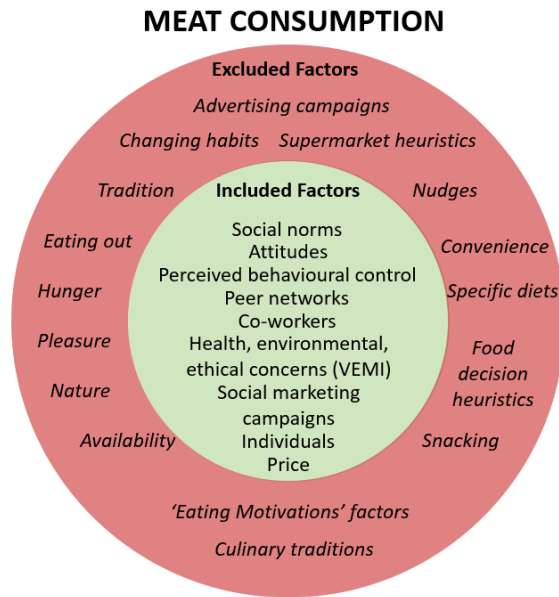 MEAT CONSUMPTION
Excluded Factors
Advertising campaigns
Changing habits
Supermarket heuristics
Tradition
Nudges
Eating out
Convenience
Hunger
Specific diets
Pleasure
Food
decision
heuristics
Nature
Availability
Snacking
'Eating Motivations' factors
Culinary traditions
Included Factors
Social norms
Attitudes
Perceived behavioural control
Peer networks
Co-workers
Health, environmental,
ethical concerns (VEMI)
Social marketing
campaigns
Individuals
Price